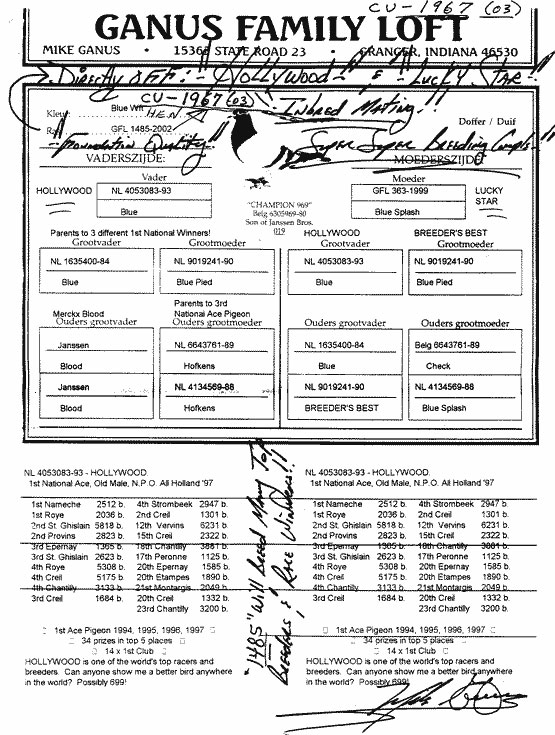 CU-1967 (03)
GANUS FAMILY LOFT
MIKE GANUS • 1536 STATE ROAD 23 • GRANGER, INDIANA 46530
Directly off: "Hollywood" & "Lucky Star"!!
CU-1967 (03) Inbred Mating!!
Blue WFt HEN
Kleur
GFL 1485-2002
Doffer / Duif
"Foundation Quality"!! Super Super Breeding
VADERSZIJDE: MOEDERSZIJDE
Vader Moeder
HOLLYWOOD NL 4053083-93 GFL 363-1999 LUCKY STAR
Blue Blue Splash
"CHAMPION 969"
Belg 6305969-80
Son of Janssen Bros.
019
Parents to 3 different 1st National Winners! HOLLYWOOD BREEDER'S BEST
Grootvader Grootmoeder Grootvader Grootmoeder
NL 1635400-84 NL 9019241-90 NL 4053083-93 NL 9019241-90
Blue Blue Pied Blue Blue Pied
Merckx Blood Parents to 3rd National Ace Pigeon
Ouders grootvader Ouders grootmoeder Ouders grootvader Ouders grootmoeder
Janssen NL 6643761-89 NL 1635400-84 Belg 6643761-89
Blood Hofkens Blue Check
Janssen NL 4134569-88 NL 9019241-90 NL 4134569-88
Blood Hofkens BREEDER'S BEST Blue Splash
NL 4053083-93 - HOLLYWOOD.
1st National Ace, Old Male, N.P.O. All Holland '97
1st Nameche 2512 b. 4th Strombeek 2947 b.
1st Roye 2036 b. 2nd Creil 1301 b.
2nd St. Ghislain 5818 b. 12th Vervins 6231 b.
2nd Provins 2823 b. 15th Creil 2322 b.
3rd Epernay 1365 b. 16th Chantilly 3881 b.
3rd St. Ghislain 2623 b. 17th Peronne 1125 b.
4th Roye 5308 b. 20th Epernay 1585 b.
4th Creil 5175 b. 20th Etampes 1890 b.
4th Chantilly 3133 b. 21st Montargis 2049 b.
3rd Creil 1684 b. 20th Creil 1332 b.
23rd Chantilly 3200 b.
1st Ace Pigeon 1994, 1995, 1996, 1997
34 prizes in top 5 places
14 x 1st Club
HOLLYWOOD is one of the world's top racers and
breeders. Can anyone show me a better bird anywhere
in the world? Possibly 699!
"1485" Will Breed Many Top
Breeders, & Race Winners!!
NL 4053083-93 - HOLLYWOOD.
1st National Ace, Old Male, N.P.O. All Holland '97
1st Nameche 2512 b. 4th Strombeek 2947 b.
1st Roye 2036 b. 2nd Creil 1301 b.
2nd St. Ghislain 5818 b. 12th Vervins 6231 b.
2nd Provins 2823 b. 15th Creil 2322 b.
3rd Epernay 1365 b. 16th Chantilly 3881 b.
3rd St. Ghislain 2623 b. 17th Peronne 1125 b.
4th Roye 5308 b. 20th Epernay 1585 b.
4th Creil 5175 b. 20th Etampes 1890 b.
4th Chantilly 3133 b. 21st Montargis 2049 b.
3rd Creil 1684 b. 20th Creil 1332 b.
23rd Chantilly 3200 b.
1st Ace Pigeon 1994, 1995, 1996, 1997
34 prizes in top 5 places
14 x 1st Club
HOLLYWOOD is one of the world's top racers and
breeders. Can anyone show me a better bird anywhere
in the world? Possibly 699!